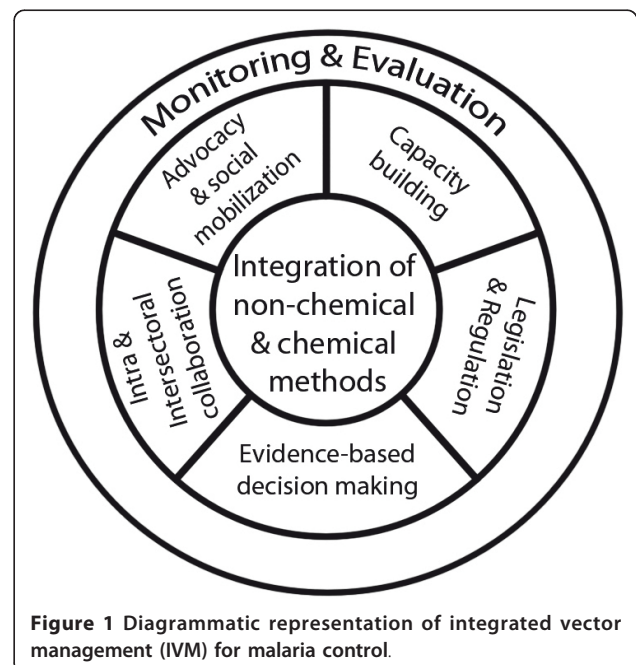 Monitoring & Evaluation
Advocacy
& social
mobilization
Capacity
building
Integration of
non-chemical
& chemical
methods
Intra &
Intersectoral
collaboration
Legislation
& Regulation
Evidence-based
decision making
Figure 1 Diagrammatic representation of integrated vector
management (IVM) for malaria control.